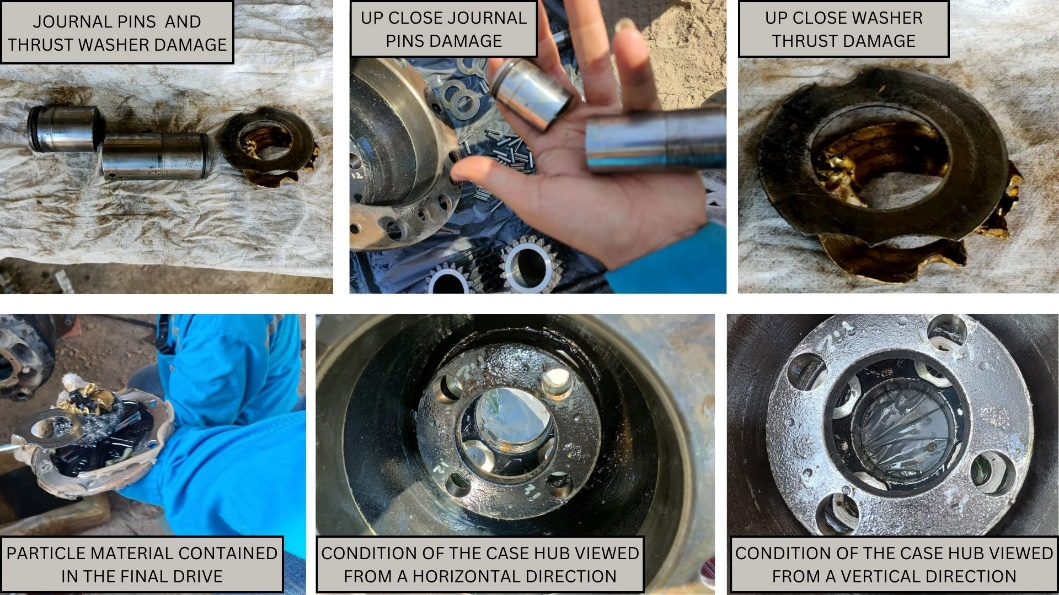 JOURNAL PINS AND
THRUST WASHER DAMAGE
UP CLOSE JOURNAL
PINS DAMAGE
UP CLOSE WASHER
THRUST DAMAGE
PARTICLE MATERIAL CONTAINED
IN THE FINAL DRIVE
CONDITION OF THE CASE HUB VIEWED
FROM A HORIZONTAL DIRECTION
CONDITION OF THE CASE HUB VIEWED
FROM A VERTICAL DIRECTION